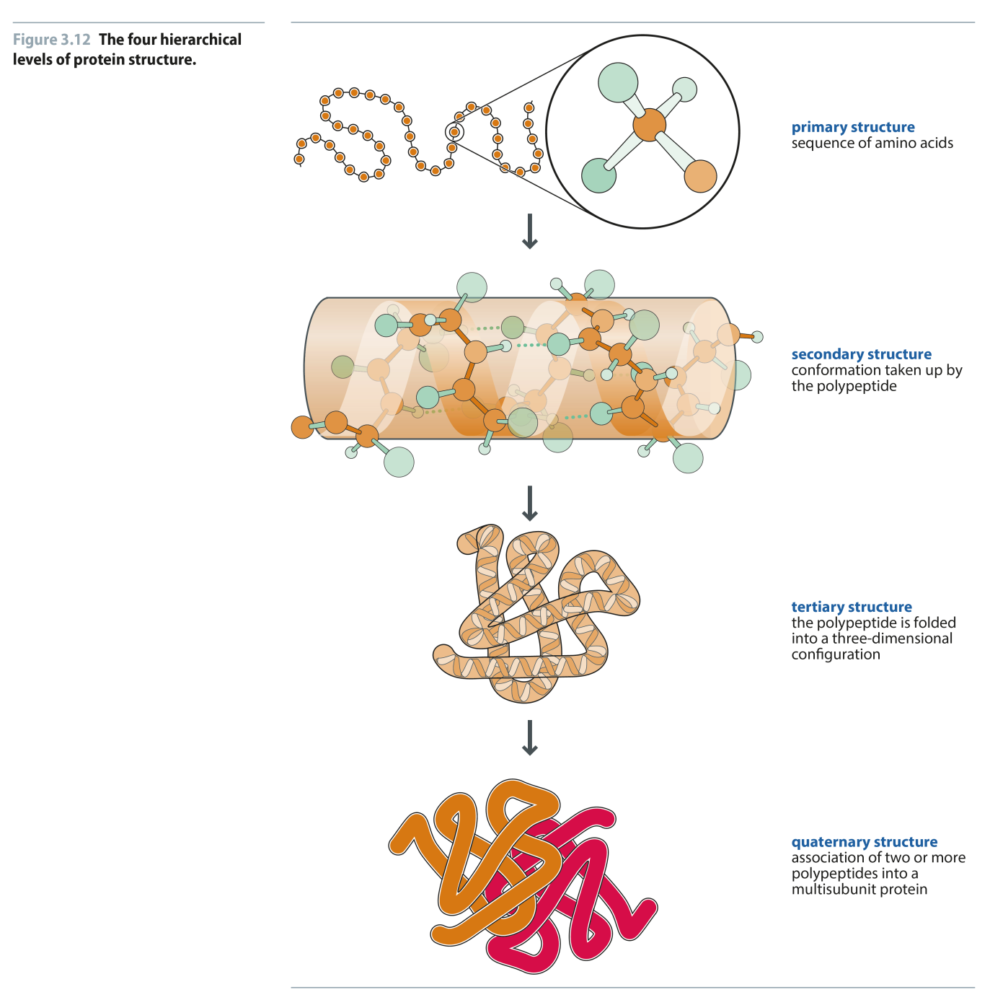 Figure 3.12 The four hierarchical
levels of protein structure.
primary structure
sequence of amino acids
secondary structure
conformation taken up by
the polypeptide
tertiary structure
the polypeptide is folded
into a three-dimensional
configuration
quaternary structure
association of two or more
polypeptides into a
multisubunit protein